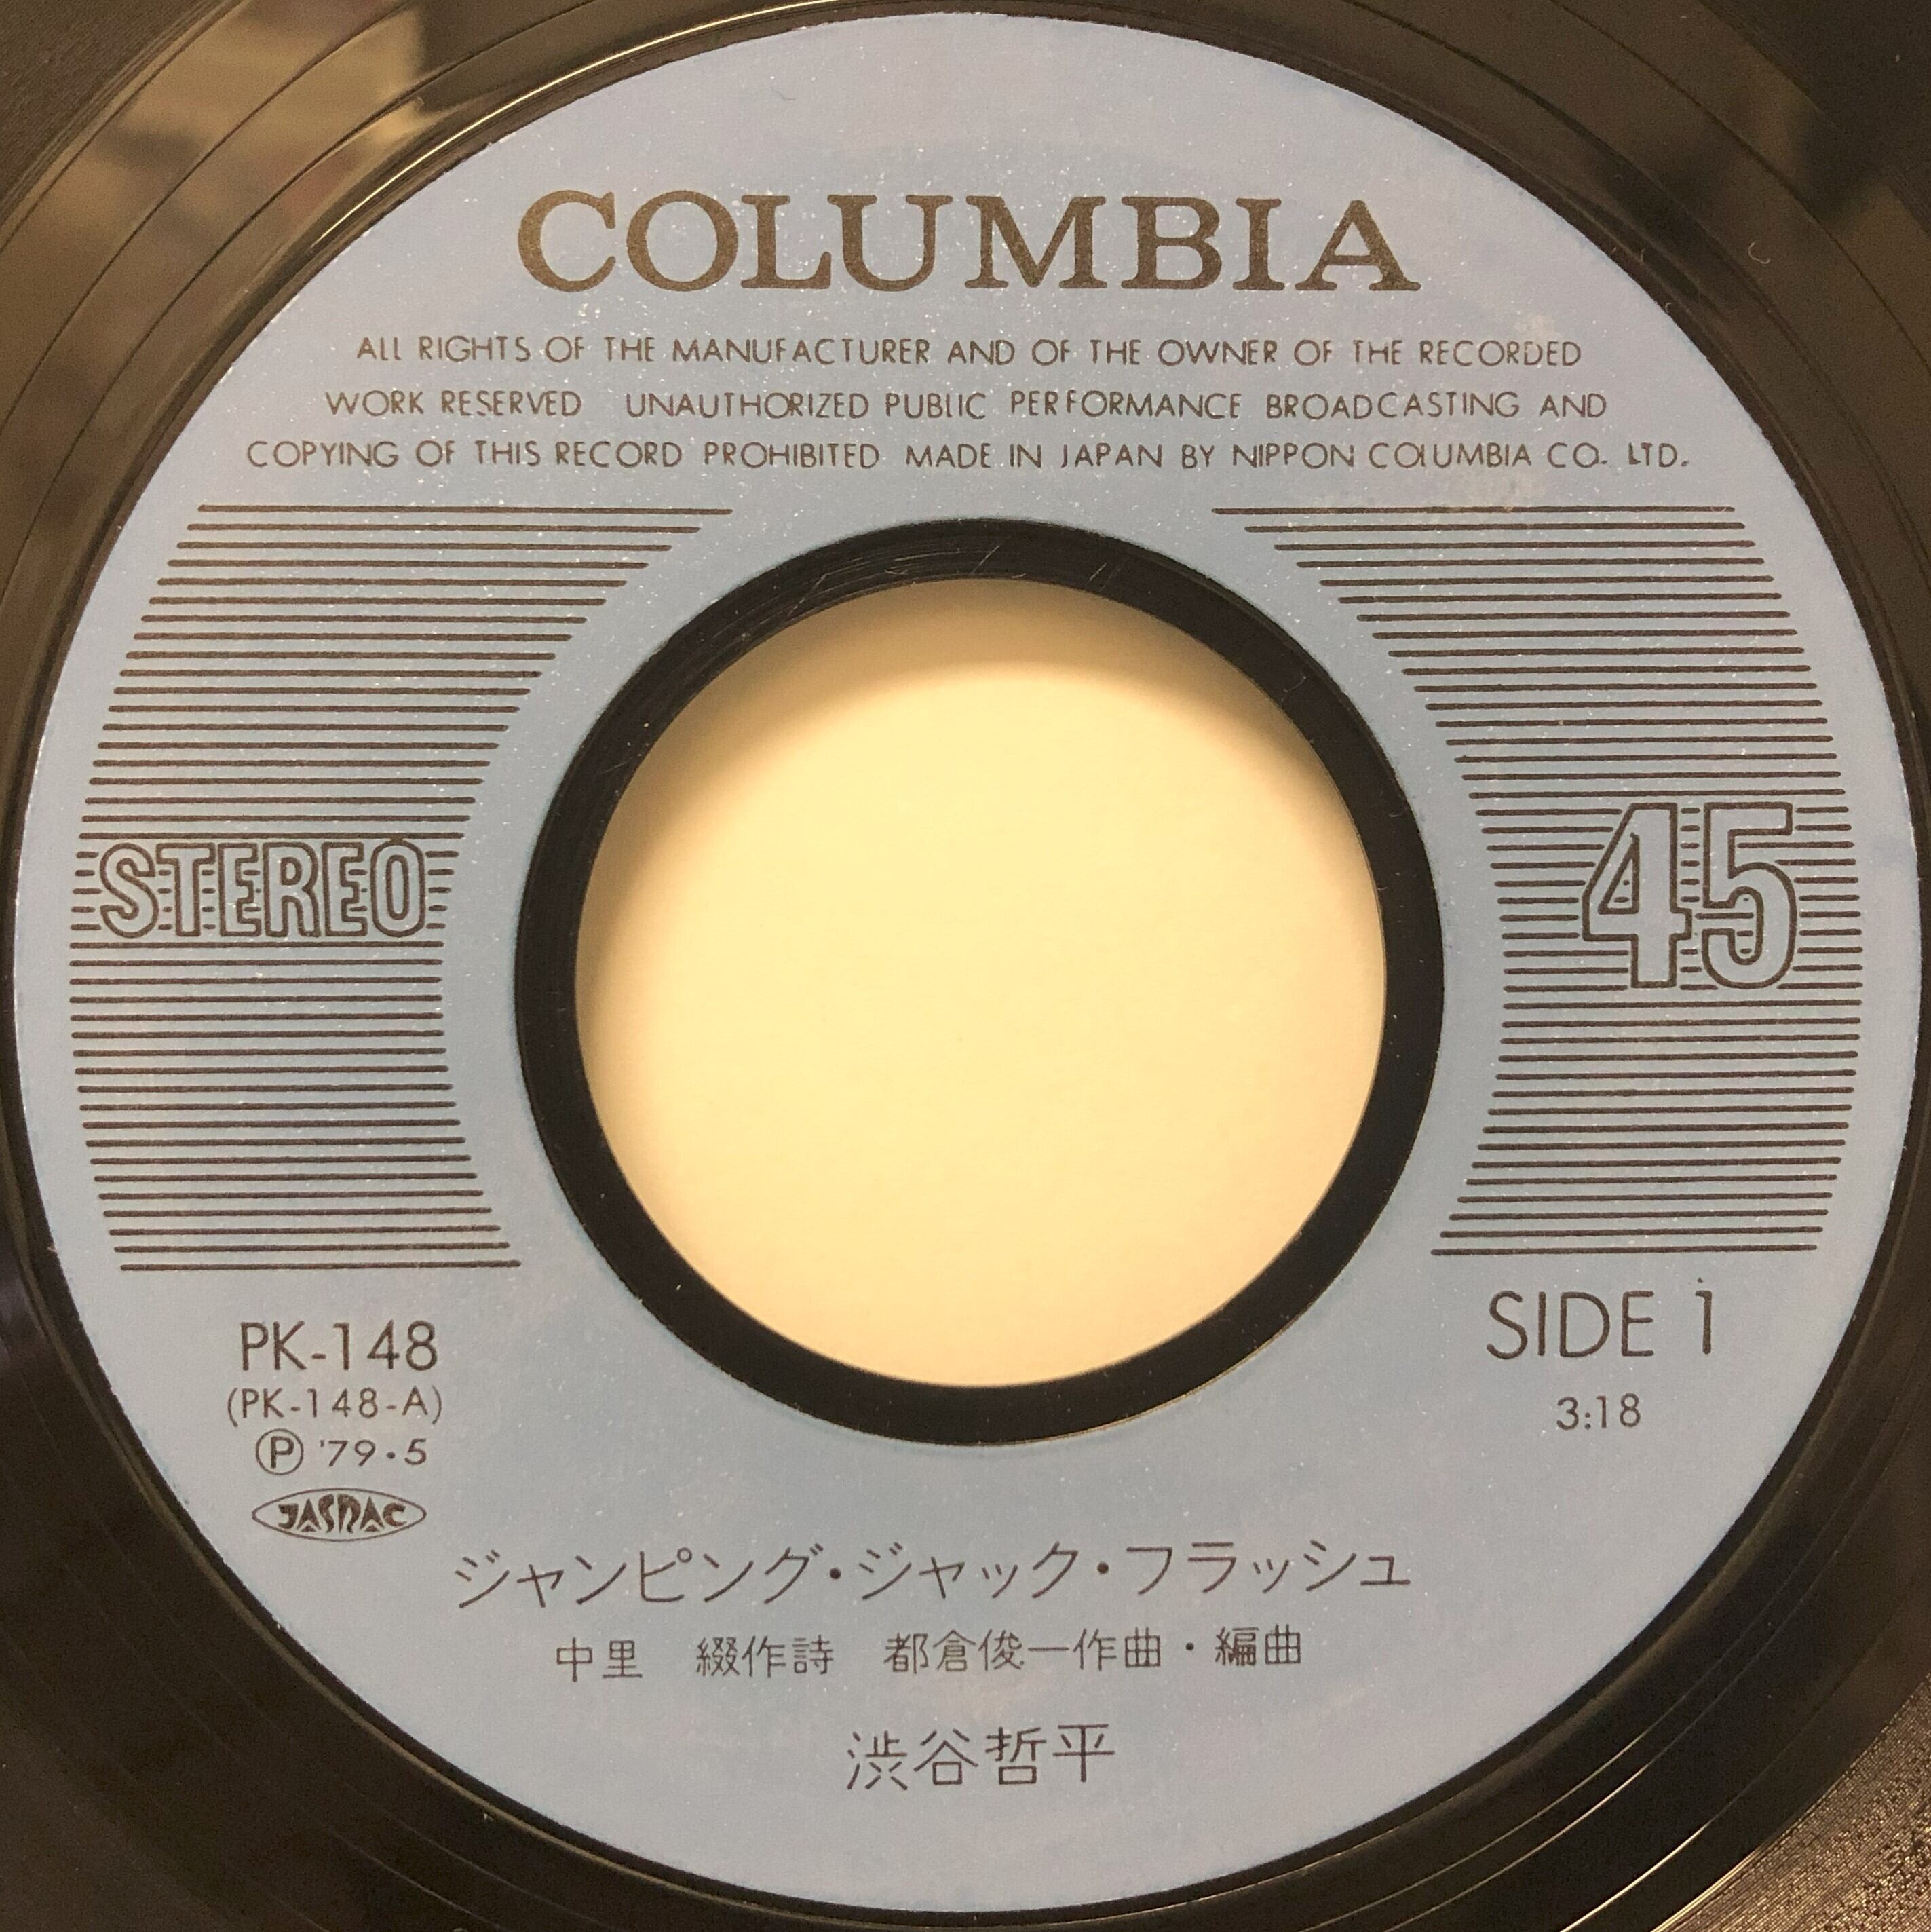 COLUMBIA
ALL RIGHTS OF THE MANUFACTURER AND OF THE OWNER OF THE RECORDED
WORK RESERVED UNAUTHORIZED PUBLIC PERFORMANCE BROADCASTING AND
COPYING OF THIS RECORD PROHIBITED MADE IN JAPAN BY NIPPON COLUMBIA CO. LTD.
STEREO
45
PK-148
(PK-148-A)
Ⓟ '79・5
JASRAC
SIDE 1
3:18
ジャンピング・ジャック・フラッシュ
中里 綴作詩 都倉俊一作曲・編曲
渋谷哲平